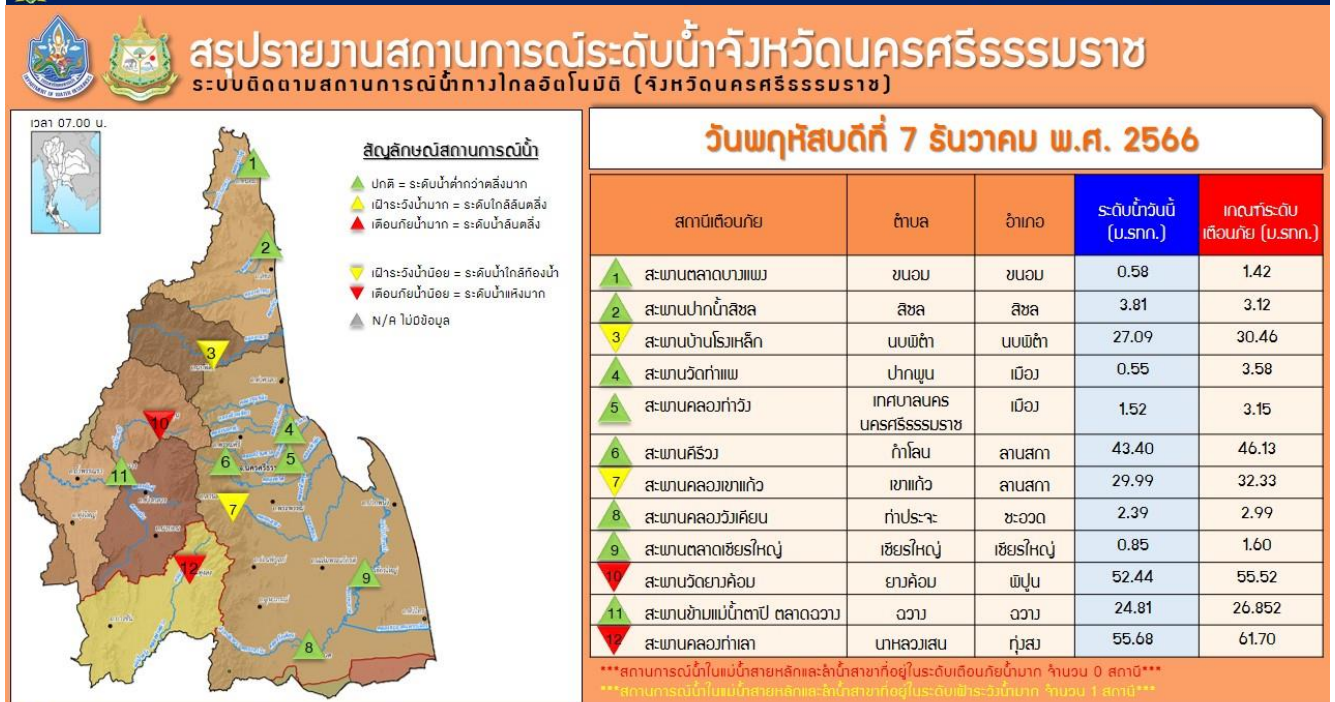 สรุปรายงานสถานการณ์ระดับน้ำจังหวัดนครศรีธรรมราช
ระบบติดตามสถานการณ์น้ำทางไกลอัตโนมัติ (จังหวัดนครศรีธรรมราช)
เวลา 07.00 น.
สัญลักษณ์สถานการณ์น้ำ
ปกติ = ระดับน้ำต่ำกว่าตลิ่งมาก
เฝ้าระวังน้ำมาก = ระดับใกล้ล้นตลิ่ง
เตือนภัยน้ำมาก = ระดับน้ำล้นตลิ่ง
เฝ้าระวังน้ำน้อย = ระดับน้ำใกล้ท้องน้ำ
เตือนภัยน้ำน้อย = ระดับน้ำแห้งมาก
N/A ไม่มีข้อมูล
1
2
3
10
4
5
6
11
7
12
9
8
วันพฤหัสบดีที่ 7 ธันวาคม พ.ศ. 2566
สถานีเตือนภัย ตำบล อำเภอ ระดับน้ำวันนี้ (ม.รทก.) เกณฑ์ระดับเตือนภัย (ม.รทก.)
1 สะพานตลาดบางแพง ขนอม ขนอม 0.58 1.42
2 สะพานปากน้ำสิชล สิชล สิชล 3.81 3.12
3 สะพานบ้านโรงเหล็ก นบพิตำ นบพิตำ 27.09 30.46
4 สะพานวัดท่าแพ ปากพูน เมือง 0.55 3.58
5 สะพานคลองท่าวัง เทศบาลนครนครศรีธรรมราช เมือง 1.52 3.15
6 สะพานคีรีวง กำโลน ลานสกา 43.40 46.13
7 สะพานคลองเขาแก้ว เขาแก้ว ลานสกา 29.99 32.33
8 สะพานคลองวังเคียน ท่าประจะ ชะอวด 2.39 2.99
9 สะพานตลาดเชียรใหญ่ เชียรใหญ่ เชียรใหญ่ 0.85 1.60
10 สะพานวัดยางค้อม ยางค้อม พิปูน 52.44 55.52
11 สะพานข้ามแม่น้ำตาปี ตลาดฉวาง ฉวาง ฉวาง 24.81 26.852
12 สะพานคลองท่าเลา นาหลวงเสน ทุ่งสง 55.68 61.70
***สถานการณ์น้ำในแม่น้ำสายหลักและลำน้ำสาขาที่อยู่ในระดับเตือนภัยน้ำมาก จำนวน 0 สถานี***
***สถานการณ์น้ำในแม่น้ำสายหลักและลำน้ำสาขาที่อยู่ในระดับเฝ้าระวังน้ำมาก จำนวน 1 สถานี***